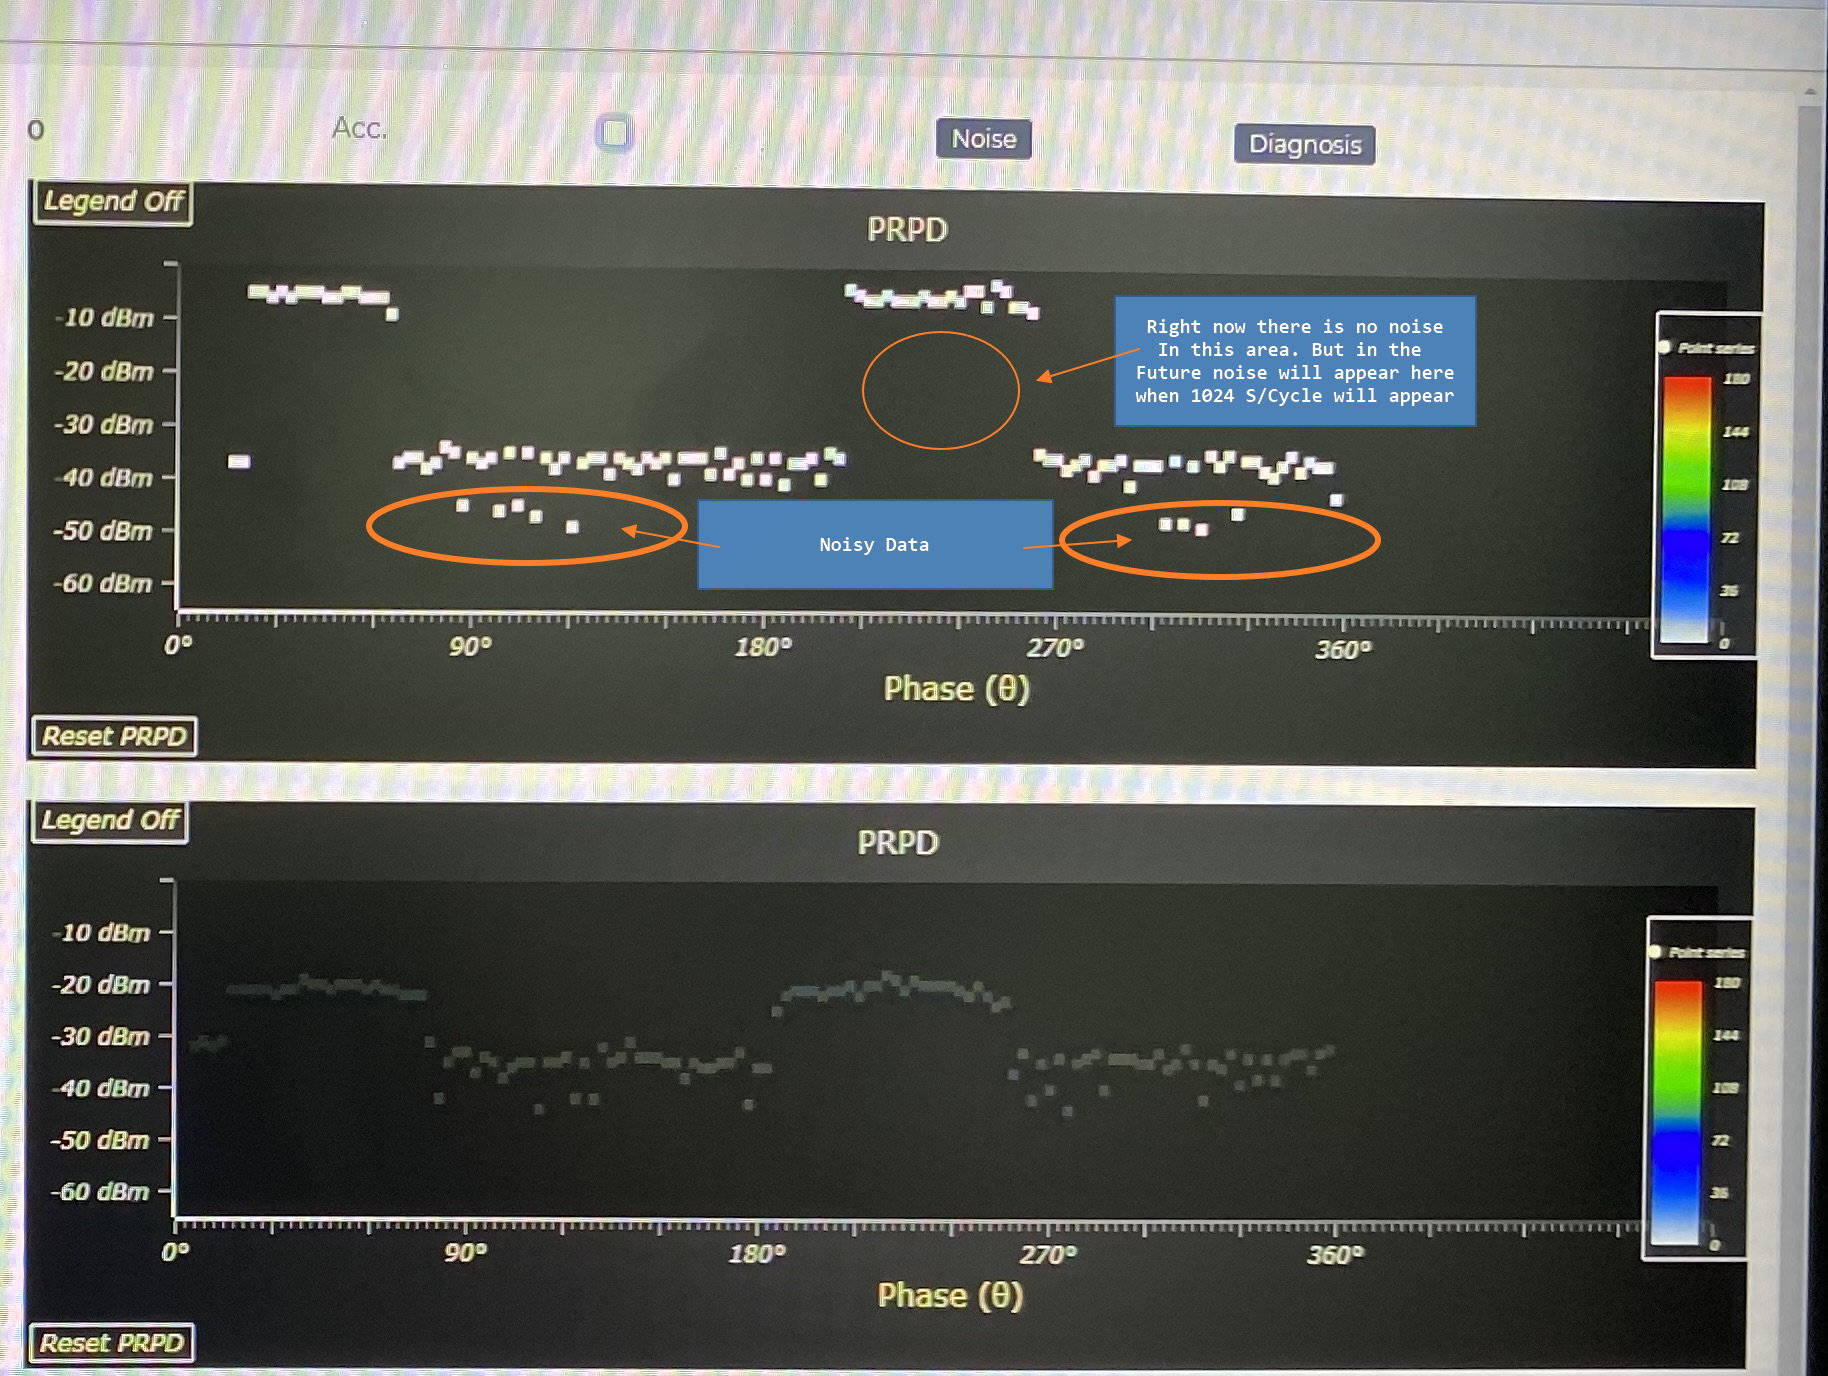 o
Acc.
Noise
Diagnosis
Legend Off
PRPD
-10 dBm
-20 dBm
-30 dBm
-40 dBm
-50 dBm
-60 dBm
Right now there is no noise
In this area. But in the
Future noise will appear here
when 1024 S/Cycle will appear
Noisy Data
Point series
180
144
108
72
36
0
0° 90° 180° 270° 360°
Phase (θ)
Reset PRPD
Legend Off
PRPD
-10 dBm
-20 dBm
-30 dBm
-40 dBm
-50 dBm
-60 dBm
Point series
180
144
108
72
36
0
0° 90° 180° 270° 360°
Phase (θ)
Reset PRPD